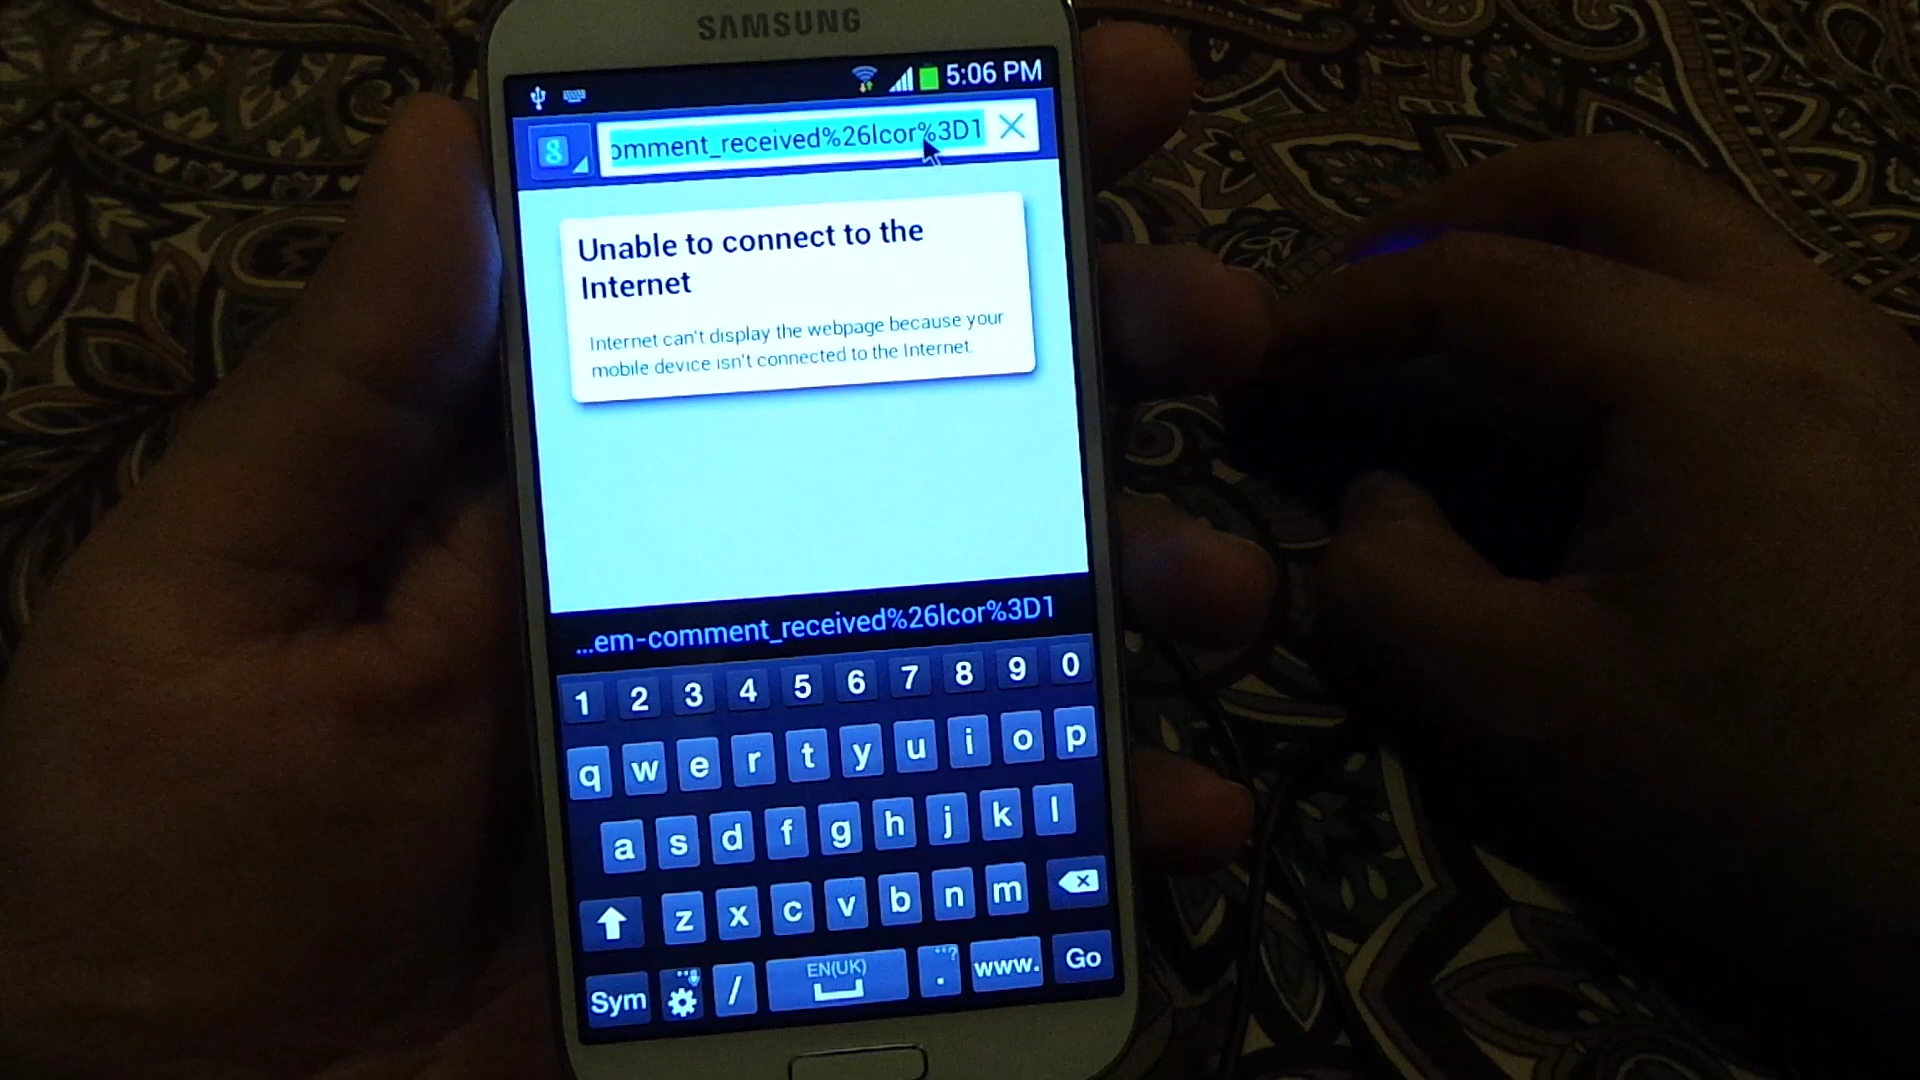 SAMSUNG
5:06 PM
8
omment_received%26lcor%3D1
Unable to connect to the
Internet
Internet can't display the webpage because your
mobile device isn't connected to the Internet.
...em-comment_received%26lcor%3D1
1 2 3 4 5 6 7 8 9 0
q w e r t y u i o p
a s d f g h j k l
z x c v b n m
Sym / EN(UK) . www. Go